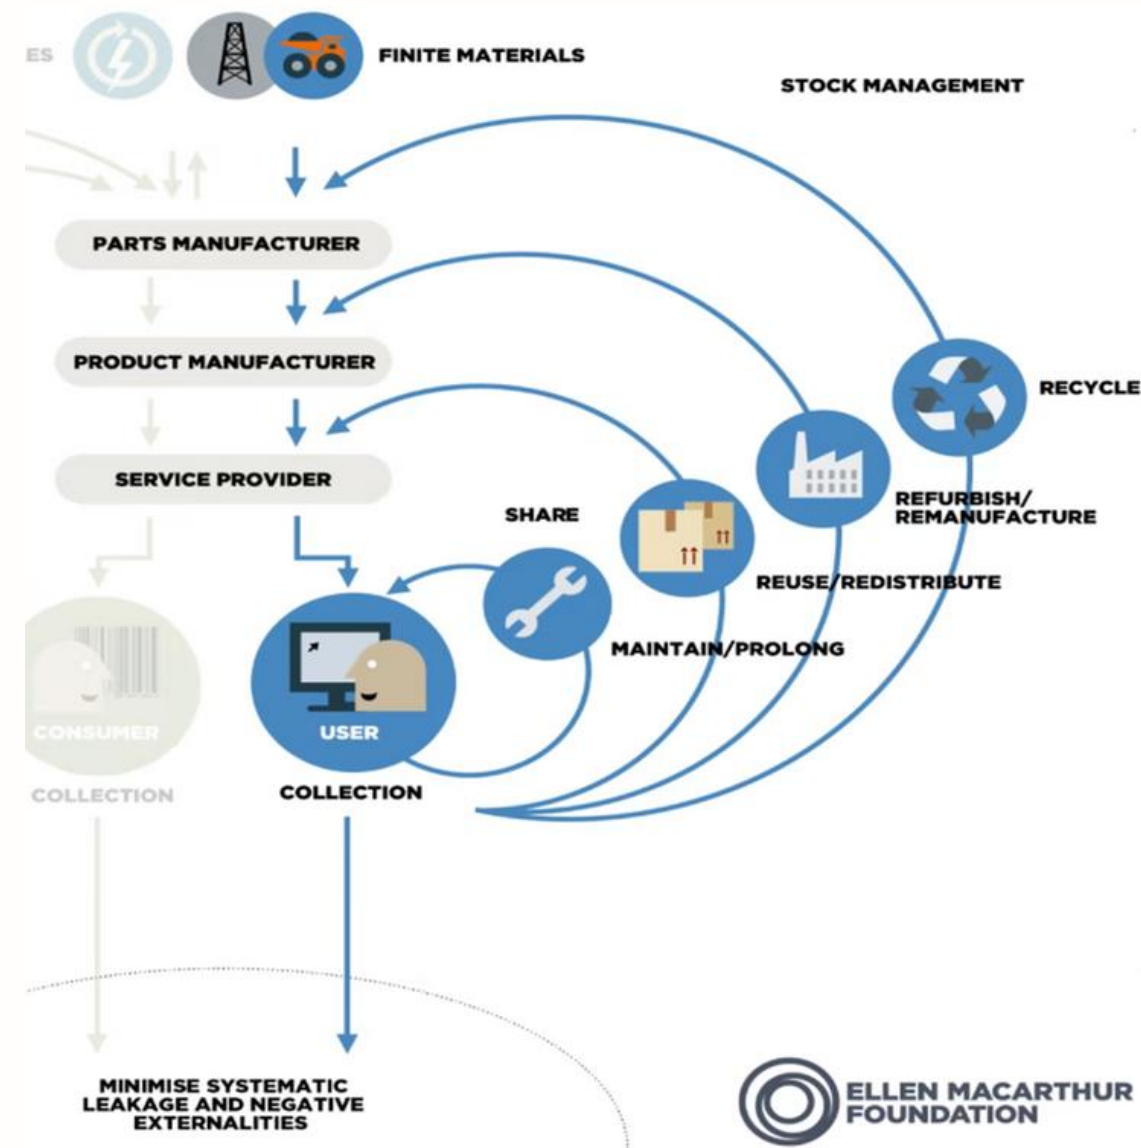 ES
FINITE MATERIALS
STOCK MANAGEMENT
PARTS MANUFACTURER
PRODUCT MANUFACTURER
RECYCLE
SERVICE PROVIDER
REFURBISH/
REMANUFACTURE
SHARE
REUSE/REDISTRIBUTE
MAINTAIN/PROLONG
CONSUMER
USER
COLLECTION
COLLECTION
MINIMISE SYSTEMATIC
LEAKAGE AND NEGATIVE
EXTERNALITIES
ELLEN MACARTHUR
FOUNDATION